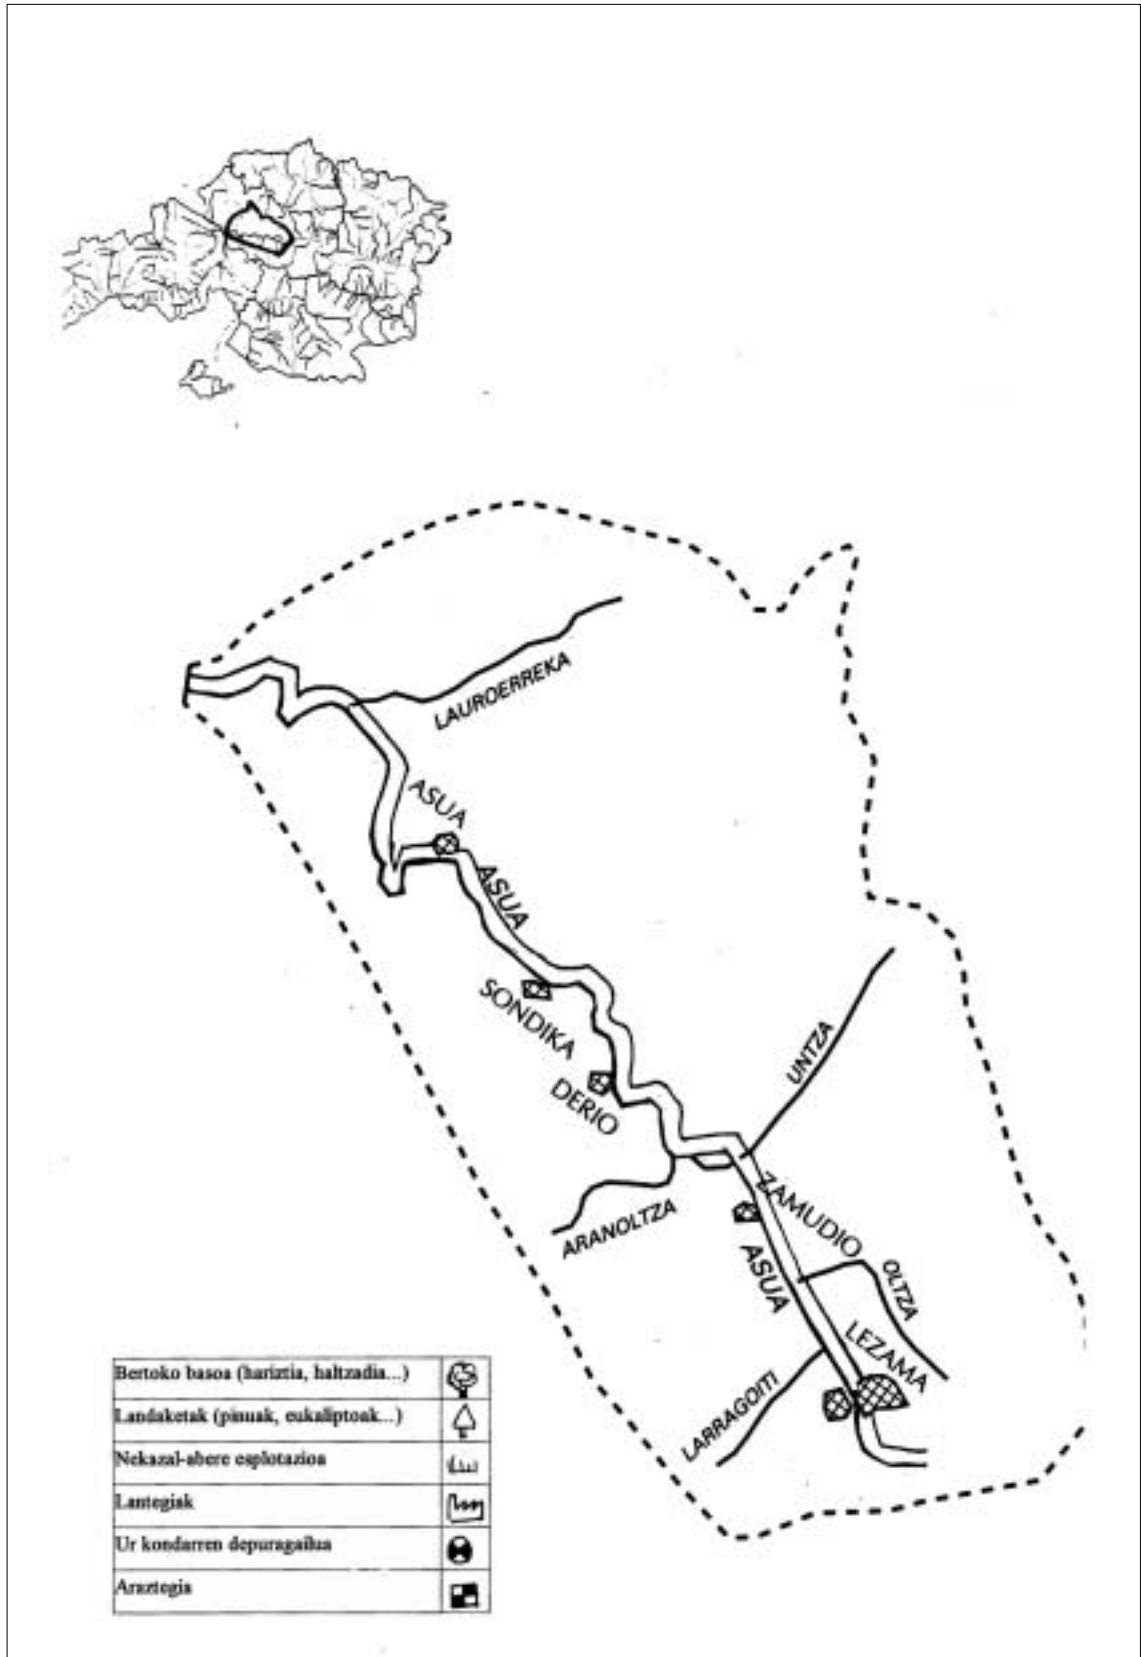 LAUROERREKA
ASUA
ASUA
SONDIKA
DERIO
UNTZA
ARANOLTZA
ZAMUDIO
ASUA
OLTZA
LEZAMA
LARRAGOITI
Bertoko basoa (hariztia, haltzadia...)
Landaketak (pinuak, eukaliptoak...)
Nekazal-abere esplotazioa
Lantegiak
Ur kondarren depuragailua
Araztegia